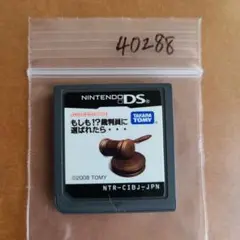 40288
NINTENDO DS
もしも!?裁判員に
選ばれたら・・・
TAKARA
TOMY
©2008 TOMY
NTR-CIBJ-JPN